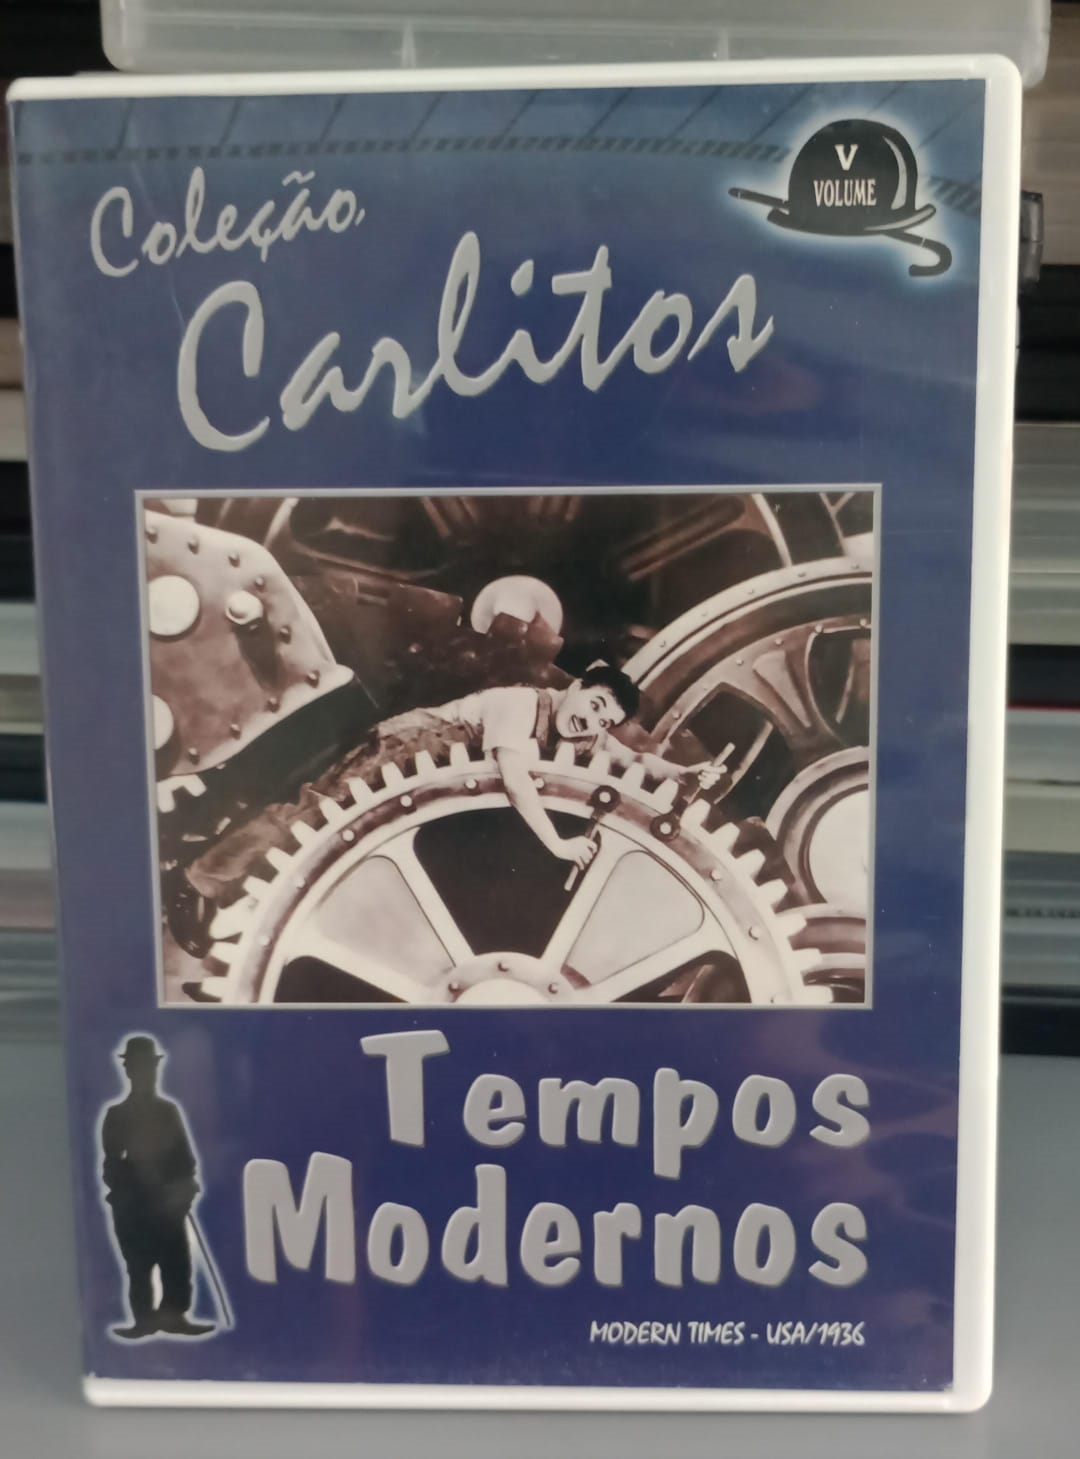 V
VOLUME
Coleção
Carlitos
Tempos
Modernos
MODERN TIMES - USA/1936